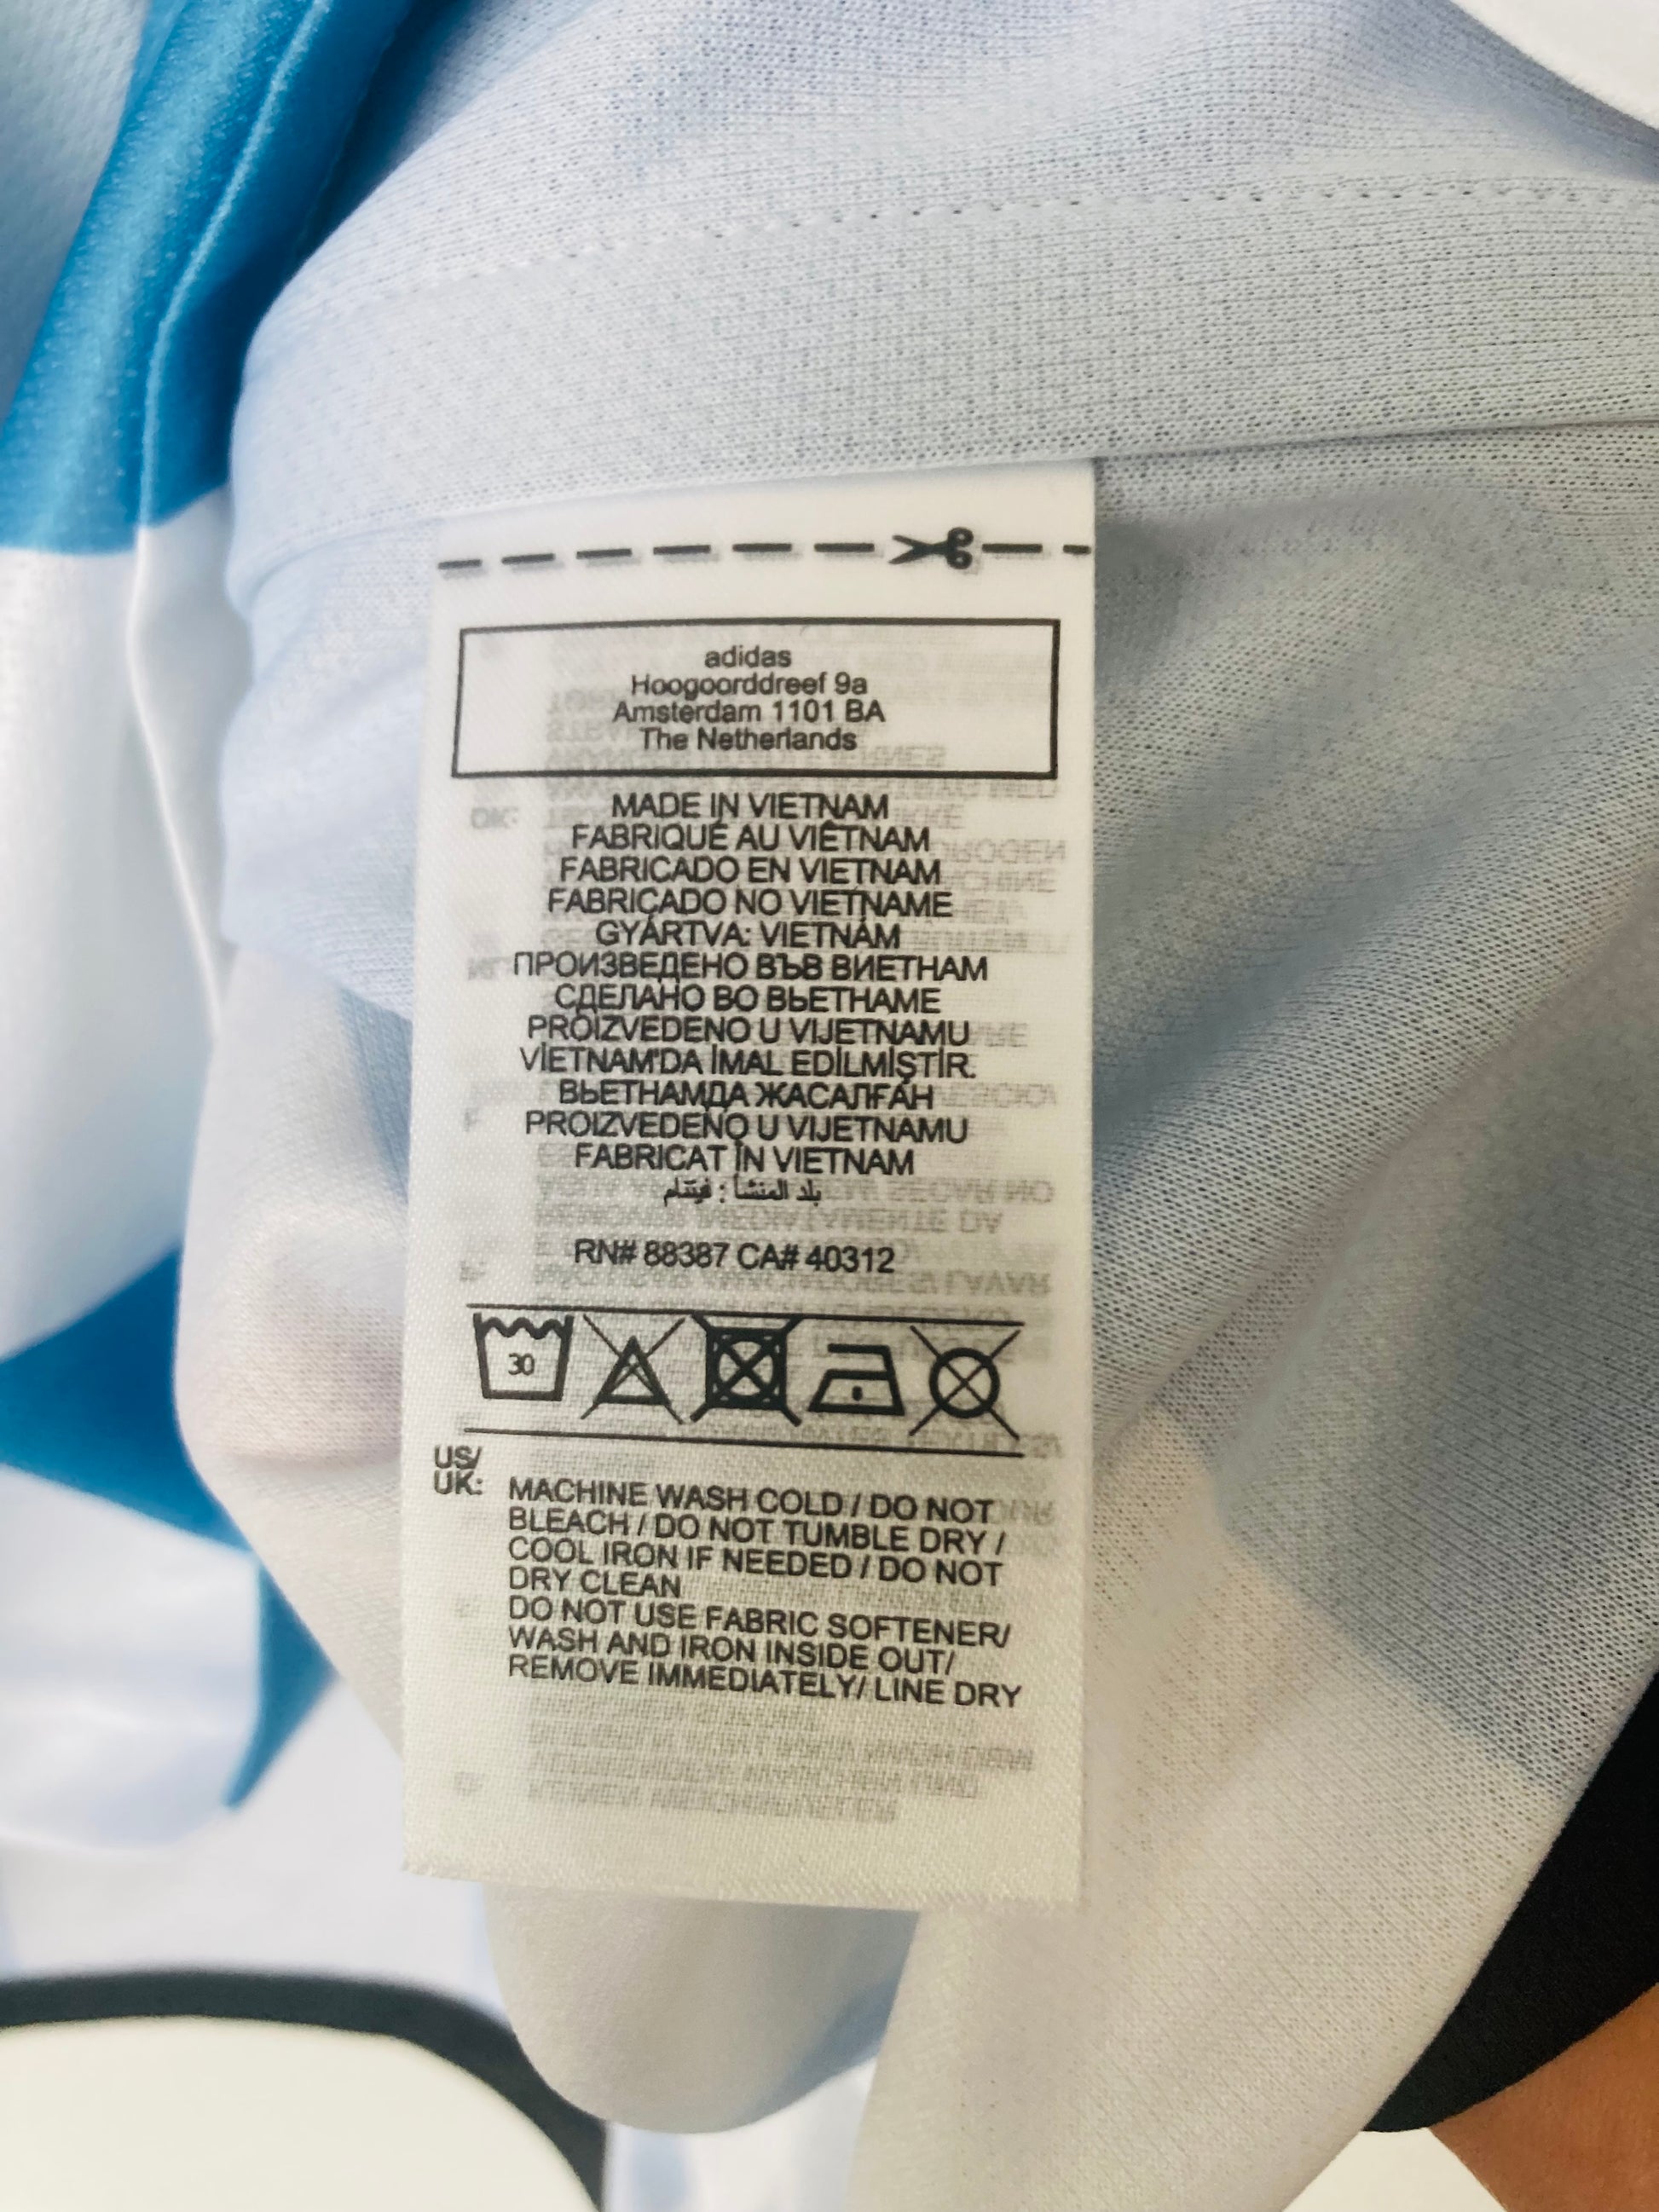 adidas
Hoogoorddreef 9a
Amsterdam 1101 BA
The Netherlands
MADE IN VIETNAM
FABRIQUÉ AU VIÊTNAM
FABRICADO EN VIETNAM
FABRICADO NO VIETNAME
GYÁRTVA: VIETNÁM
ПРОИЗВЕДЕНО ВЪВ ВИЕТНАМ
СДЕЛАНО ВО ВЬЕТНАМЕ
PROIZVEDENO U VIJETNAMU
VİETNAM'DA İMAL EDİLMİŞTİR.
ВЬЕТНАМДА ЖАСАЛҒАН
PROIZVEDENO U VIJETNAMU
FABRICAT ÎN VIETNAM
بلد المنشأ : فيتنام
RN# 88387 CA# 40312
30
US/
UK: MACHINE WASH COLD / DO NOT
BLEACH / DO NOT TUMBLE DRY /
COOL IRON IF NEEDED / DO NOT
DRY CLEAN
DO NOT USE FABRIC SOFTENER/
WASH AND IRON INSIDE OUT/
REMOVE IMMEDIATELY/ LINE DRY